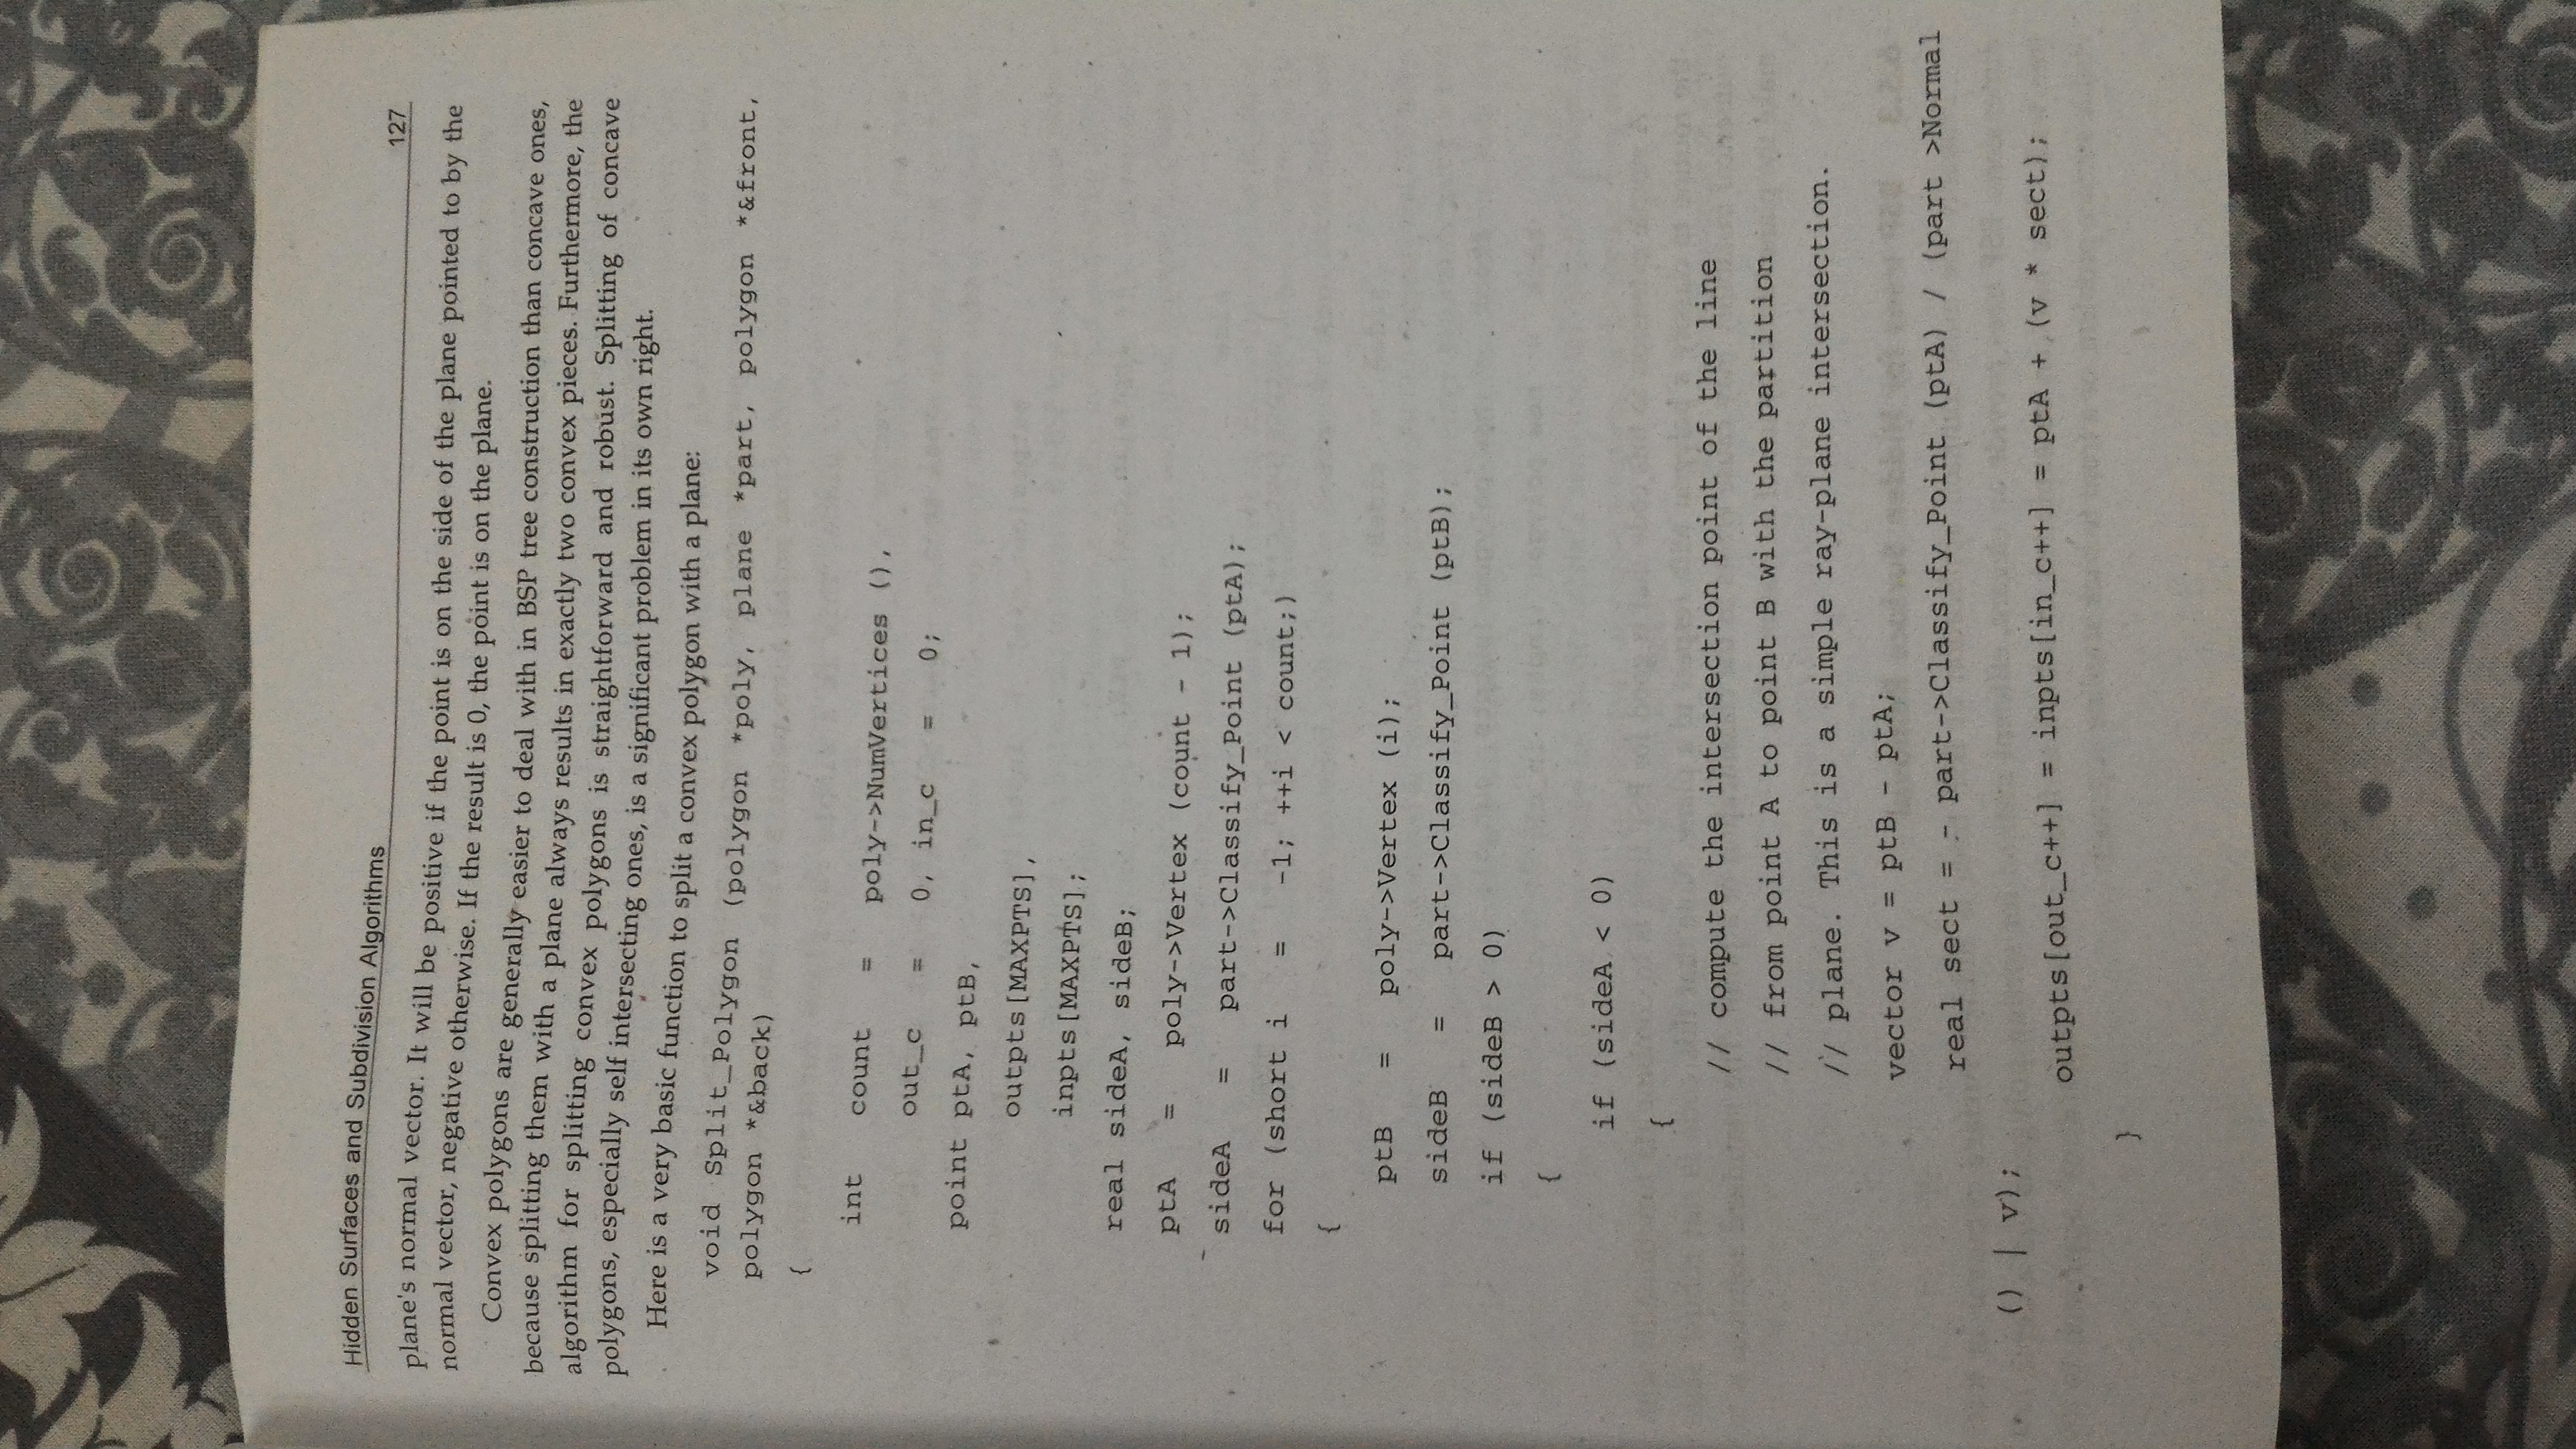 Hidden Surfaces and Subdivision Algorithms 127
plane's normal vector. It will be positive if the point is on the side of the plane pointed to by the
normal vector, negative otherwise. If the result is 0, the point is on the plane.
Convex polygons are generally easier to deal with in BSP tree construction than concave ones,
because splitting them with a plane always results in exactly two convex pieces. Furthermore, the
algorithm for splitting convex polygons is straightforward and robust. Splitting of concave
polygons, especially self intersecting ones, is a significant problem in its own right.
Here is a very basic function to split a convex polygon with a plane:
void Split_Polygon (polygon *poly, plane *part, polygon *&front,
polygon *&back)
{
int count = poly->NumVertices (),
out_c = 0, in_c = 0;
point ptA, ptB,
outpts[MAXPTS],
inpts[MAXPTS];
real sideA, sideB;
ptA = poly->Vertex (count - 1);
sideA = part->Classify_Point (ptA);
for (short i = -1; ++i < count;)
{
ptB = poly->Vertex (i);
sideB = part->Classify_Point (ptB);
if (sideB > 0)
{
if (sideA < 0)
{
// compute the intersection point of the line
// from point A to point B with the partition
// plane. This is a simple ray-plane intersection.
vector v = ptB - ptA;
real sect = - part->Classify_Point (ptA) / (part >Normal
() | v);
outpts[out_c++] = inpts[in_c++] = ptA + (v * sect);
}